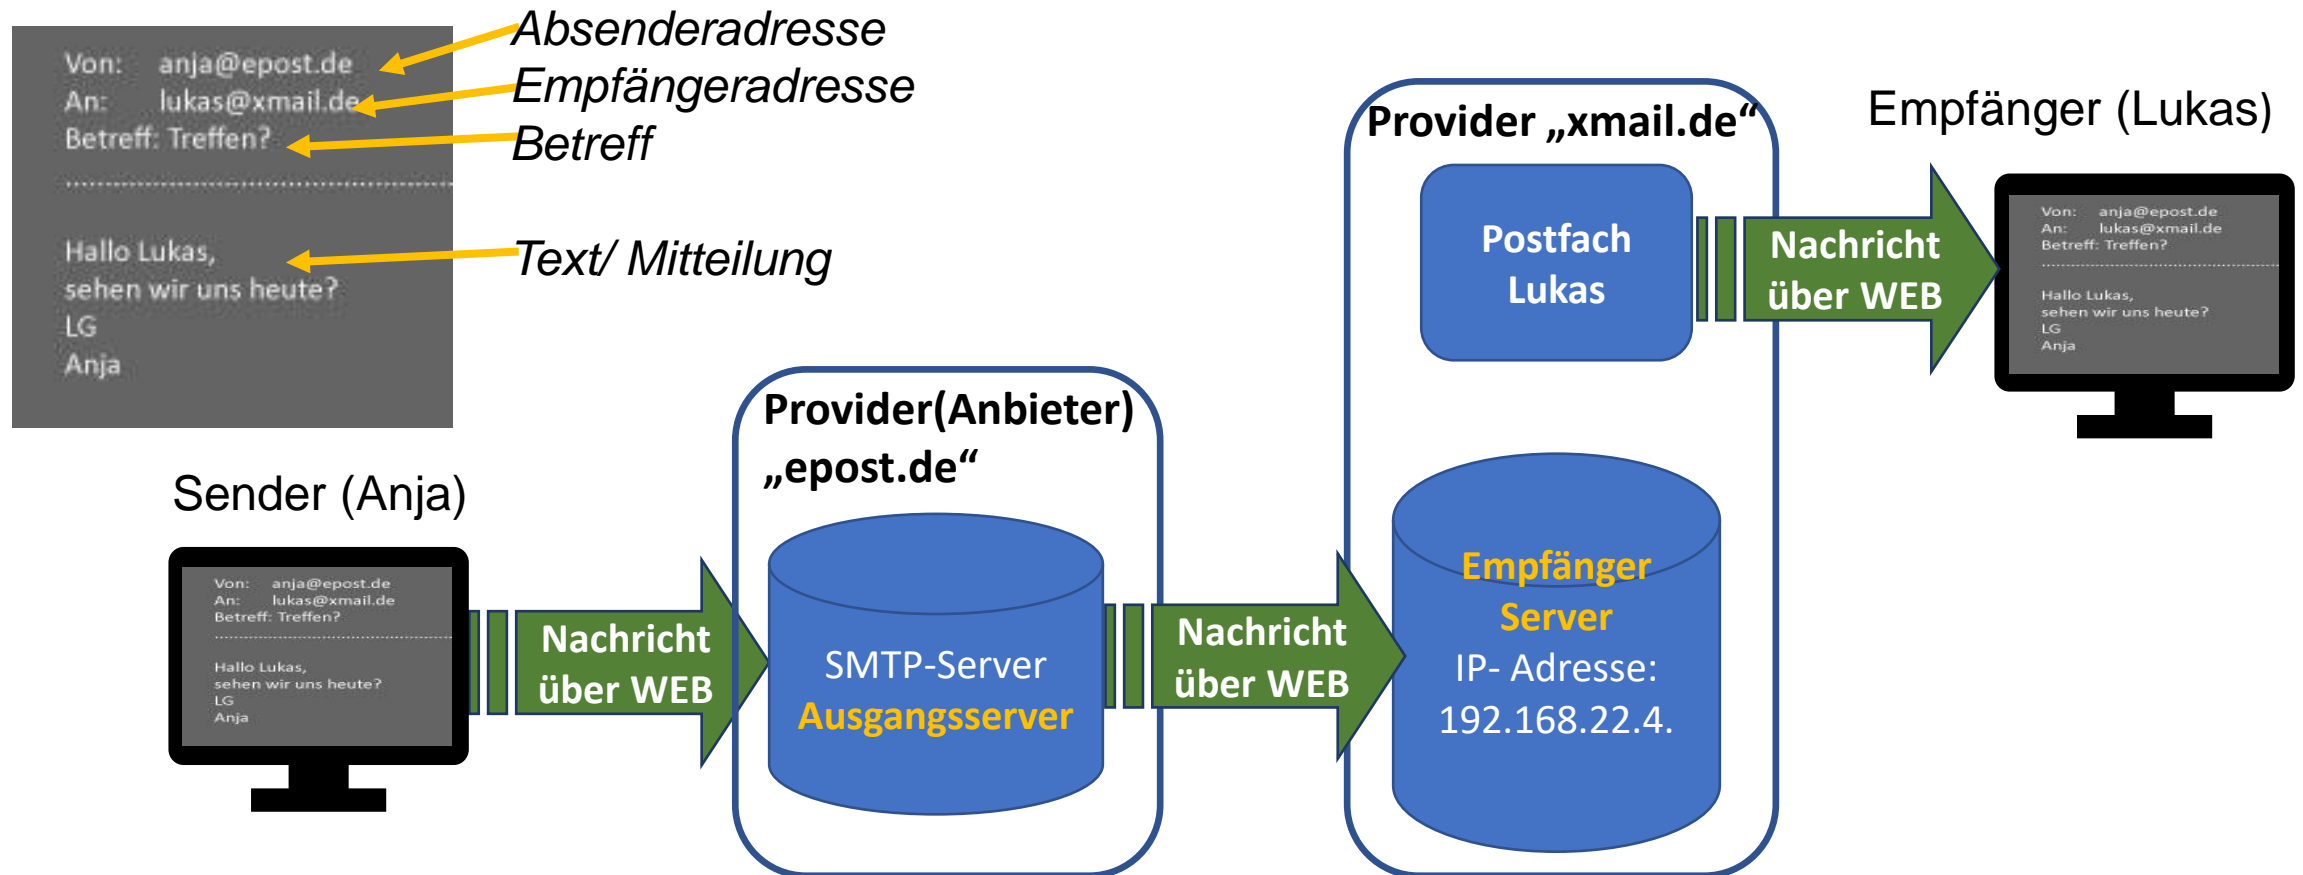 Von: anja@epost.de
An: lukas@xmail.de
Betreff: Treffen?
Hallo Lukas,
sehen wir uns heute?
LG
Anja
Absenderadresse
Empfängeradresse
Betreff
Text/ Mitteilung
Sender (Anja)
Von: anja@epost.de
An: lukas@xmail.de
Betreff: Treffen?
Hallo Lukas,
sehen wir uns heute?
LG
Anja
Nachricht
über WEB
Provider(Anbieter)
„epost.de“
SMTP-Server
Ausgangsserver
Nachricht
über WEB
Provider „xmail.de“
Postfach
Lukas
Empfänger
Server
IP- Adresse:
192.168.22.4.
Nachricht
über WEB
Empfänger (Lukas)
Von: anja@epost.de
An: lukas@xmail.de
Betreff: Treffen?
Hallo Lukas,
sehen wir uns heute?
LG
Anja